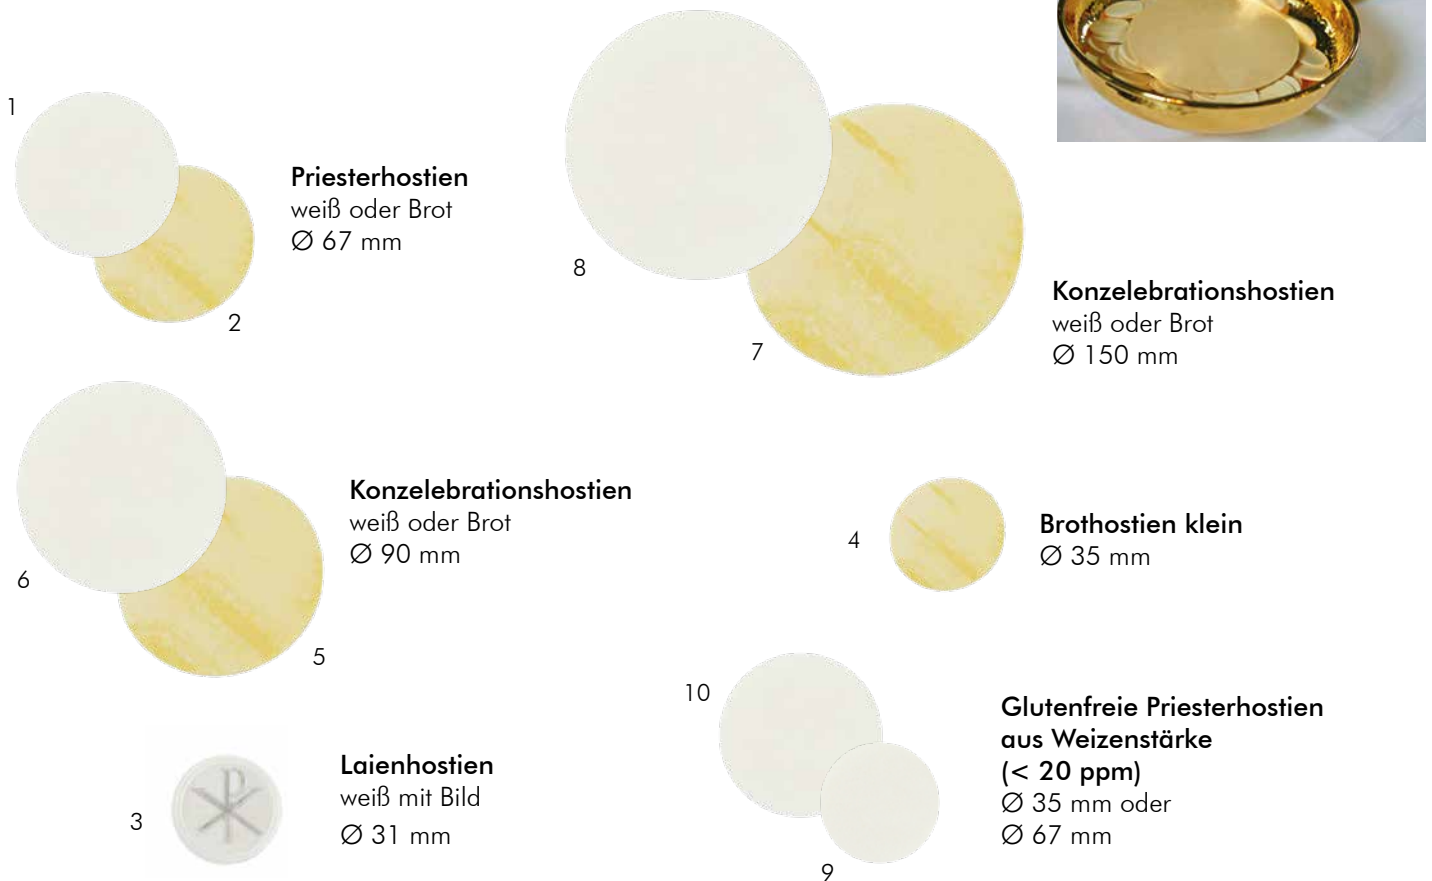 1
2
Priesterhostien
weiß oder Brot
Ø 67 mm
8
7
Konzelebrationshostien
weiß oder Brot
Ø 150 mm
6
5
Konzelebrationshostien
weiß oder Brot
Ø 90 mm
4
Brothostien klein
Ø 35 mm
3
Laienhostien
weiß mit Bild
Ø 31 mm
10
9
Glutenfreie Priesterhostien
aus Weizenstärke
(< 20 ppm)
Ø 35 mm oder
Ø 67 mm